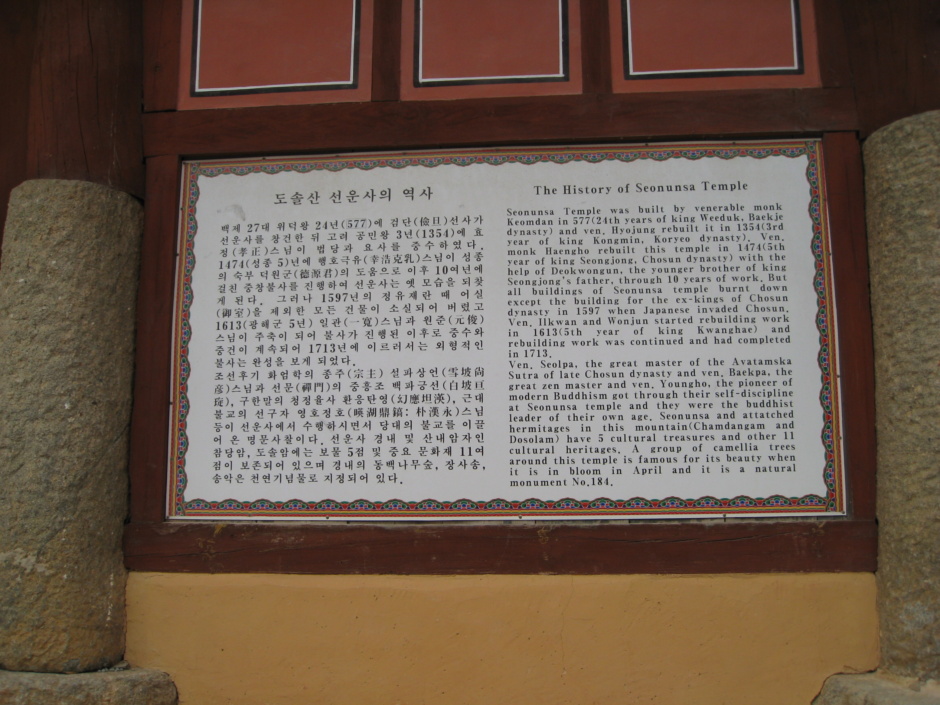 도솔산 선운사의 역사
백제 27대 위덕왕 24년(577)에 검단(儉旦)선사가
선운사를 창건한 뒤 고려 공민왕 3년(1354)에 효
정(孝正)스님이 법당과 요사를 중수하였다.
1474(성종 5)년에 행호극유(幸浩克乳)스님이 성종
의 숙부 덕원군(德源君)의 도움으로 이후 10여년에
걸친 중창불사를 진행하여 선운사는 옛 모습을 되찾
게 된다. 그러나 1597년의 정유재란 때 어실
(御室)을 제외한 모든 건물이 소실되어 버렸고
1613(광해군 5년) 일관(一寬)스님과 원준(元俊)
스님이 주축이 되어 불사가 진행된 이후로 중수와
중건이 계속되어 1713년에 이르러서는 외형적인
불사는 완성을 보게 되었다.
조선후기 화엄학의 종주(宗主) 설파상언(雪坡尙
彦)스님과 선문(禪門)의 중흥조 백파긍선(白坡亘
琁), 구한말의 청정율사 환응탄영(幻應坦漢), 근대
불교의 선구자 영호정호(暎湖鼎鎬: 朴漢永)스님
등이 선운사에서 수행하시면서 당대의 불교를 이끌
어 온 명문사찰이다. 선운사 경내 및 산내암자인
참당암, 도솔암에는 보물 5점 및 중요 문화재 11여
점이 보존되어 있으며 경내의 동백나무숲, 장사송,
송악은 천연기념물로 지정되어 있다.
The History of Seonunsa Temple
Seonunsa Temple was built by venerable monk
Keomdan in 577(24th years of king Weeduk, Baekje
dynasty) and ven. Hyojung rebuilt it in 1354(3rd
year of king Kongmin, Koryeo dynasty). Ven.
monk Haengho rebuilt this temple in 1474(5th
year of king Seongjong, Chosun dynasty) with the
help of Deokwongun, the younger brother of king
Seongjong's father, through 10 years of work. But
all buildings of Seonunsa temple burnt down
except the building for the ex-kings of Chosun
dynasty in 1597 when Japanese invaded Chosun.
Ven. Ilkwan and Wonjun started rebuilding work
in 1613(5th year of king Kwanghae) and
rebuilding work was continued and had completed
in 1713.
Ven. Seolpa, the great master of the Avatamska
Sutra of late Chosun dynasty and ven. Baekpa, the
great zen master and ven. Youngho, the pioneer of
modern Buddhism got through their self-discipline
at Seonunsa temple and they were the buddhist
leader of their own age. Seonunsa and attatched
hermitages in this mountain(Chamdangam and
Dosolam) have 5 cultural treasures and other 11
cultural heritages. A group of camellia trees
around this temple is famous for its beauty when
it is in bloom in April and it is a natural
monument No.184.